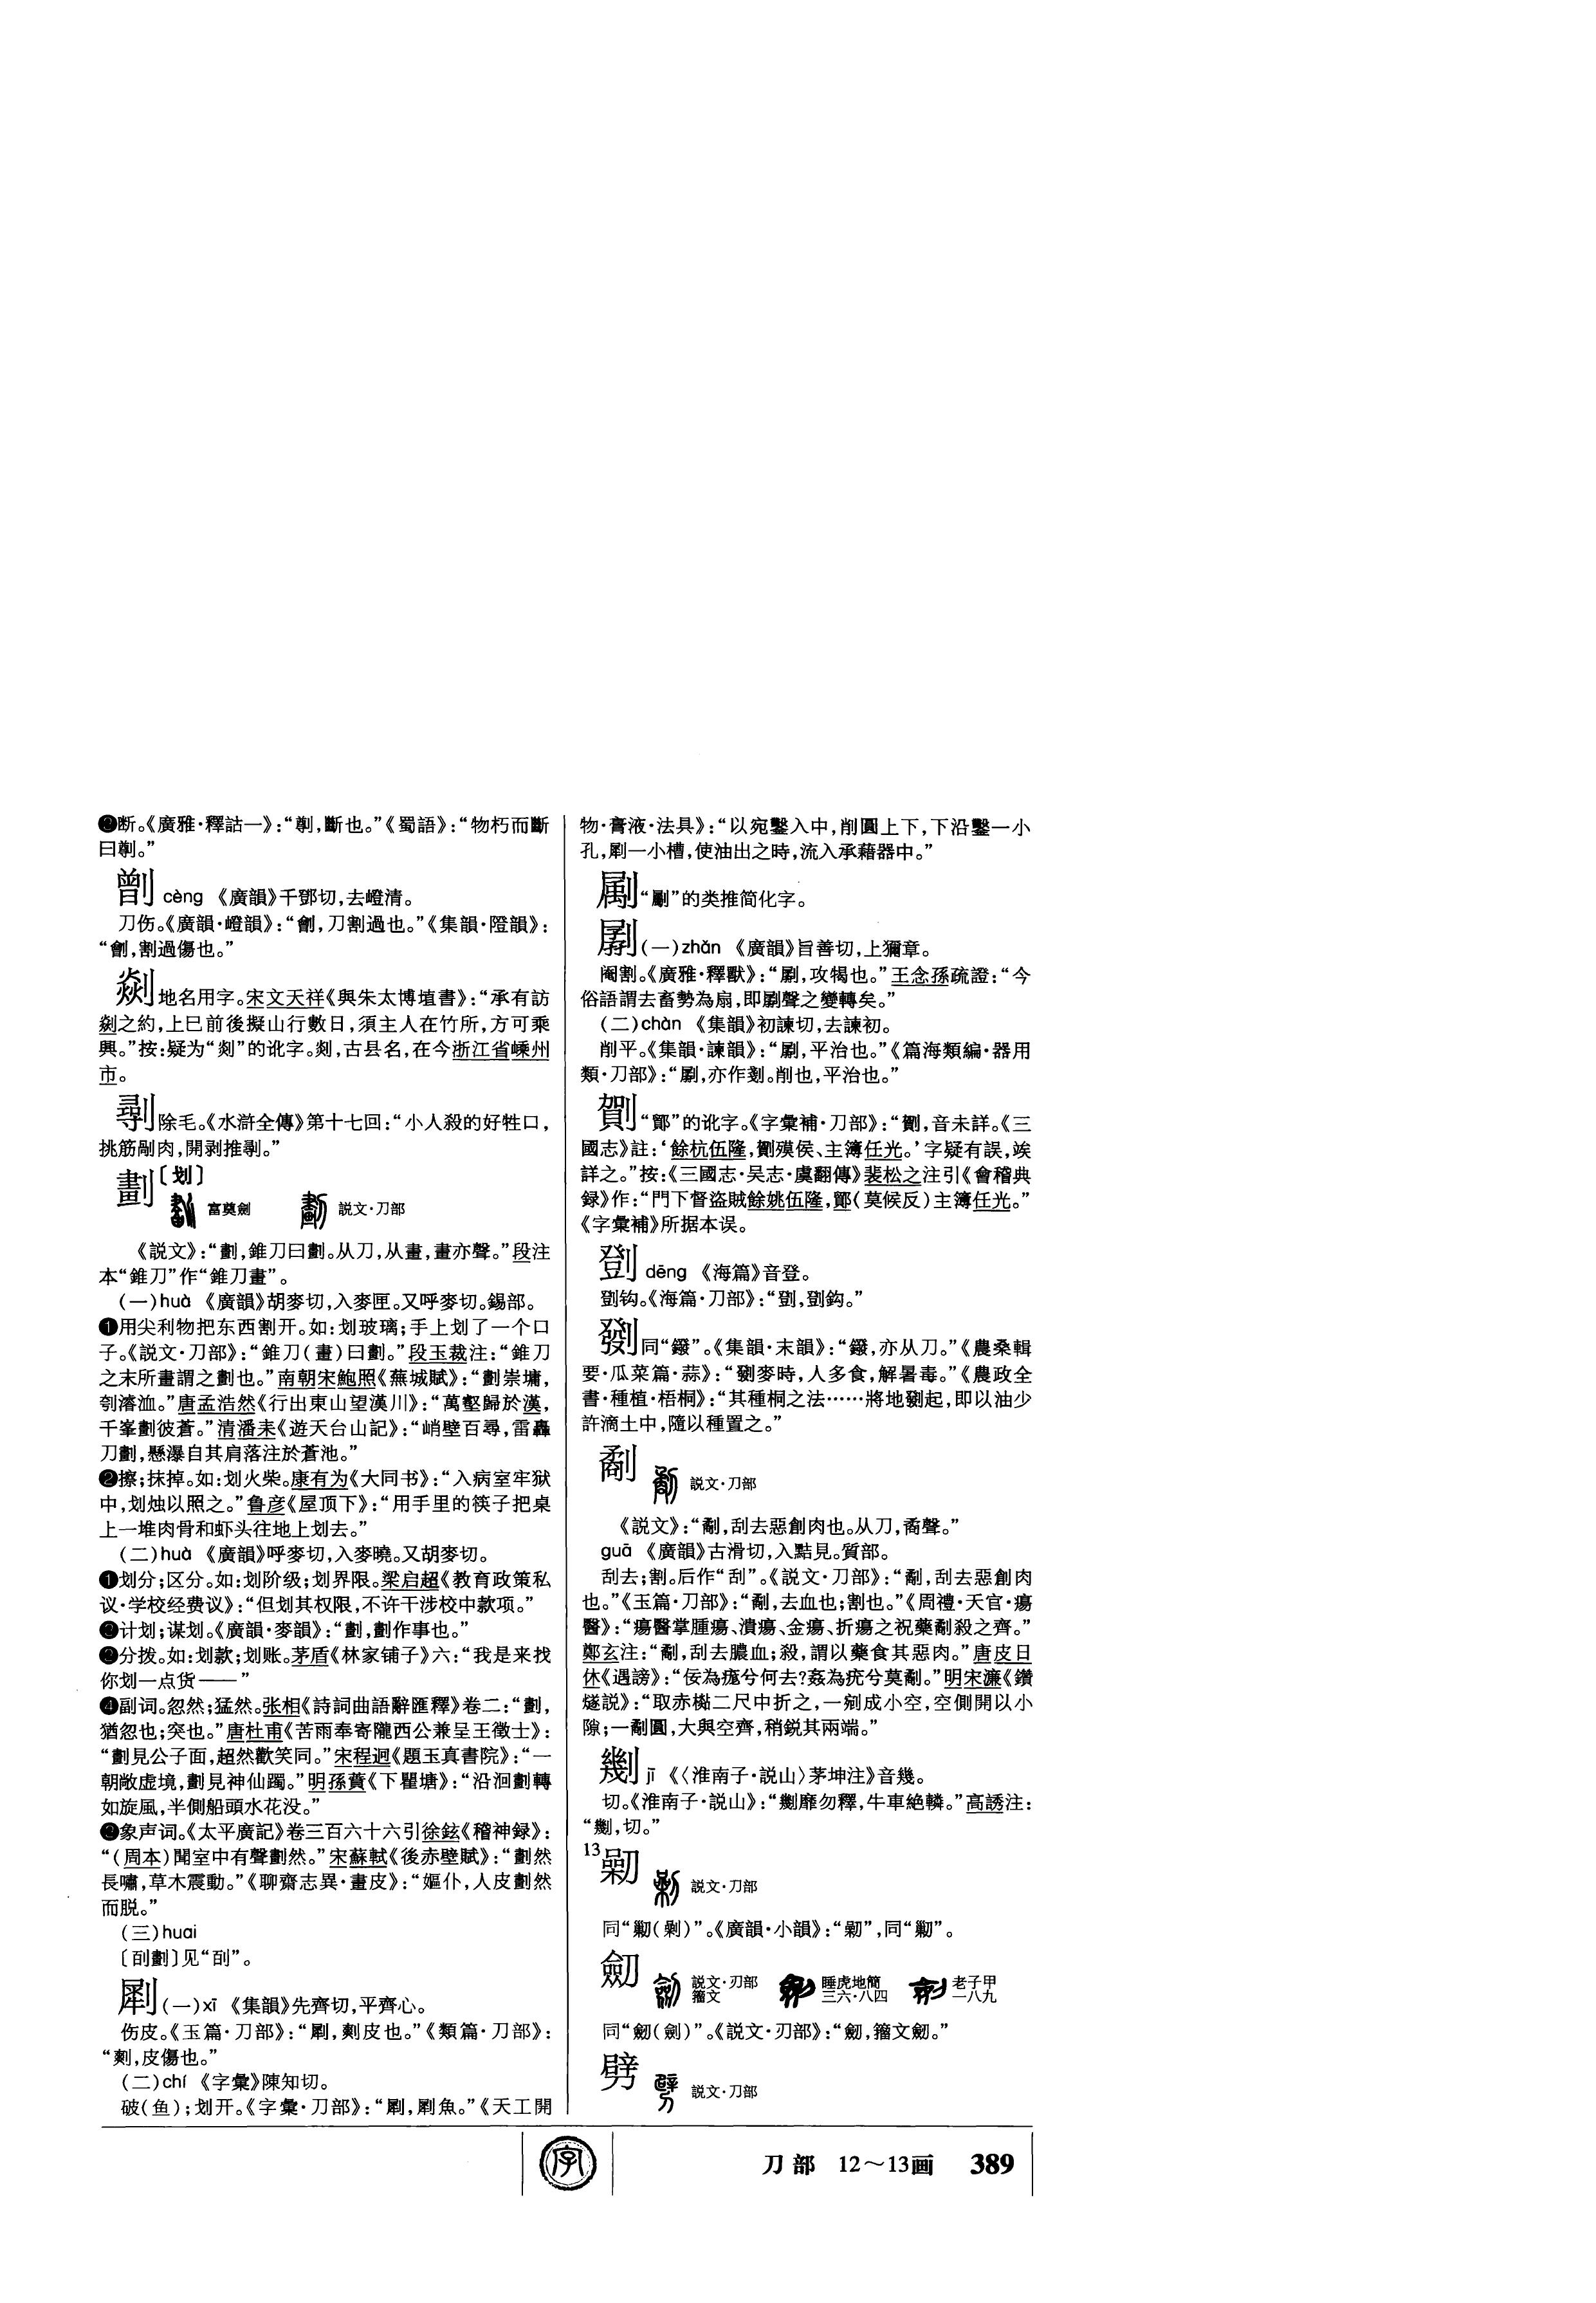 ❸断。《廣雅·釋詁一》：“剸，斷也。”《蜀語》：“物朽而斷
曰剸。”
cèng 《廣韻》千鄧切，去嶝清。
刀伤。《廣韻·嶝韻》：“，刀割過也。”《集韻·隥韻》：
“，割過傷也。”
地名用字。宋文天祥《與朱太博埴書》：“承有訪
之約，上巳前後擬山行數日，須主人在竹所，方可乘
興。”按：疑为“剡”的讹字。剡，古县名，在今浙江省嵊州
市。
除毛。《水滸全傳》第十七回：“小人殺的好牲口，
挑筋剮肉，開剥推。”
劃〔划〕
富奠劍 説文·刀部
《説文》：“劃，錐刀曰劃。从刀，从畫，畫亦聲。”段注
本“錐刀”作“錐刀畫”。
（一）huà 《廣韻》胡麥切，入麥匣。又呼麥切。錫部。
❶用尖利物把东西割开。如：划玻璃；手上划了一个口
子。《説文·刀部》：“錐刀（畫）曰劃。”段玉裁注：“錐刀
之末所畫謂之劃也。”南朝宋鮑照《蕪城賦》：“劃崇墉，
刳濬洫。”唐孟浩然《行出東山望漢川》：“萬壑歸於漢，
千峯劃彼蒼。”清潘耒《遊天台山記》：“峭壁百尋，雷轟
刀劃，懸瀑自其肩落注於蒼池。”
❷擦；抹掉。如：划火柴。康有为《大同书》：“入病室牢狱
中，划烛以照之。”鲁彦《屋顶下》：“用手里的筷子把桌
上一堆肉骨和虾头往地上划去。”
（二）huà 《廣韻》呼麥切，入麥曉。又胡麥切。
❶划分；区分。如：划阶级；划界限。梁启超《教育政策私
议·学校经费议》：“但划其权限，不许干涉校中款项。”
❷计划；谋划。《廣韻·麥韻》：“劃，劃作事也。”
❸分拨。如：划款；划账。茅盾《林家铺子》六：“我是来找
你划一点货——”
❹副词。忽然；猛然。张相《詩詞曲語辭匯釋》卷二：“劃，
猶忽也；突也。”唐杜甫《苦雨奉寄隴西公兼呈王徵士》：
“劃見公子面，超然歡笑同。”宋程迥《題玉真書院》：“一
朝敞虚境，劃見神仙躅。”明孫蕡《下瞿塘》：“沿洄劃轉
如旋風，半側船頭水花没。”
❺象声词。《太平廣記》卷三百六十六引徐鉉《稽神録》：
“（周本）聞室中有聲劃然。”宋蘇軾《後赤壁賦》：“劃然
長嘯，草木震動。”《聊齋志異·畫皮》：“嫗仆，人皮劃然
而脱。”
（三）huai
〔刮劃〕见“刮”。
（一）xī 《集韻》先齊切，平齊心。
伤皮。《玉篇·刀部》：“，剌皮也。”《類篇·刀部》：
“，皮傷也。”
（二）chí 《字彙》陳知切。
破（鱼）；划开。《字彙·刀部》：“，魚。”《天工開
物·膏液·法具》：“以宛鑿入中，削圓上下，下沿鑿一小
孔，一小槽，使油出之時，流入承藉器中。”
“劚”的类推简化字。
（一）zhǎn 《廣韻》旨善切，上獮章。
阉割。《廣雅·釋獸》：“，攻犗也。”王念孫疏證：“今
俗語謂去畜勢為扇，即聲之變轉矣。”
（二）chàn 《集韻》初諫切，去諫初。
削平。《集韻·諫韻》：“，平治也。”《篇海類編·器用
類·刀部》：“，亦作剗。削也，平治也。”
“鄮”的讹字。《字彙補·刀部》：“，音未詳。《三
國志》註：‘餘杭伍隆，莫侯、主簿任光。’字疑有誤，竢
詳之。”按：《三國志·吴志·虞翻傳》裴松之注引《會稽典
録》作：“門下督盜賊餘姚伍隆，鄮（莫候反）主簿任光。”
《字彙補》所据本误。
dēng 《海篇》音登。
钩。《海篇·刀部》：“，鈎。”
同“鏺”。《集韻·末韻》：“鏺，亦从刀。”《農桑輯
要·瓜菜篇·蒜》：“麥時，人多食，解暑毒。”《農政全
書·種植·梧桐》：“其種桐之法……將地起，即以油少
許滴土中，隨以種置之。”
劀 説文·刀部
《説文》：“劀，刮去惡創肉也。从刀，矞聲。”
guā 《廣韻》古滑切，入黠見。質部。
刮去；割。后作“刮”。《説文·刀部》：“劀，刮去惡創肉
也。”《玉篇·刀部》：“劀，去血也；割也。”《周禮·天官·瘍
醫》：“瘍醫掌腫瘍、潰瘍、金瘍、折瘍之祝藥劀殺之齊。”
鄭玄注：“劀，刮去膿血；殺，謂以藥食其惡肉。”唐皮日
休《遇謗》：“佞為㾽兮何去？姦為疣兮莫劀。”明宋濂《鑽
燧説》：“取赤二尺中折之，一剜成小空，空側開以小
隙；一劀圓，大與空齊，稍鋭其兩端。”
jī 《〈淮南子·説山〉茅坤注》音幾。
切。《淮南子·説山》：“靡勿釋，牛車絶轔。”高誘注：
“，切。”
13
説文·刀部
同“勦（剿）”。《廣韻·小韻》：“，同“勦”。
劒 説文·刃部籀文 睡虎地簡三六·八四 老子甲一八九
同“劒（劍）”。《説文·刃部》：“劒，籀文劒。”
劈 説文·刀部
刀部 12～13画 389